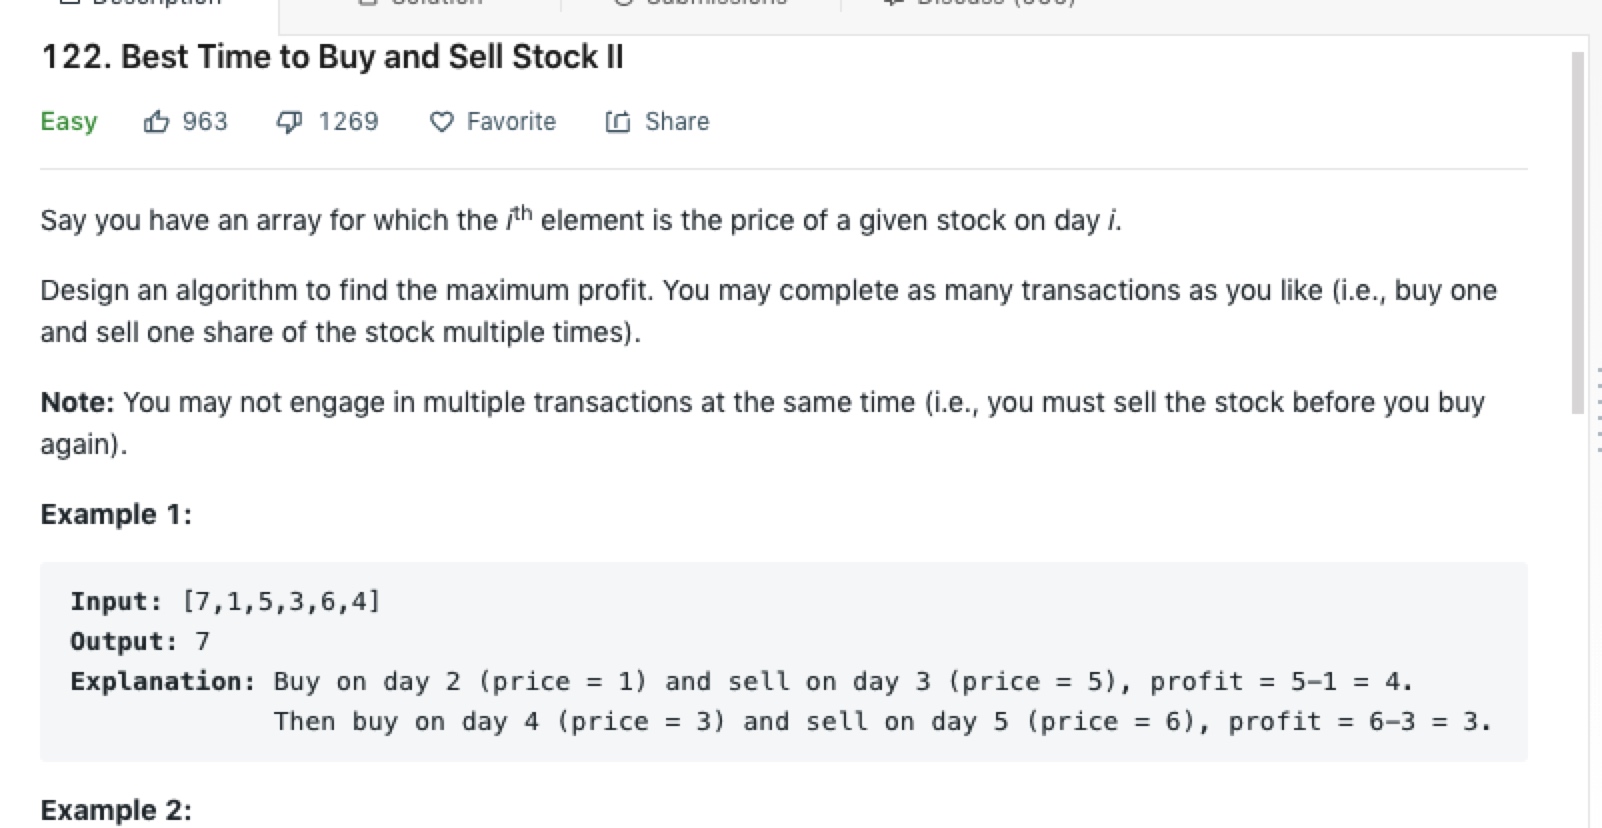 Description Solution Submissions Discuss
122. Best Time to Buy and Sell Stock II
Easy 963 1269 Favorite Share
Say you have an array for which the ith element is the price of a given stock on day i.
Design an algorithm to find the maximum profit. You may complete as many transactions as you like (i.e., buy one
and sell one share of the stock multiple times).
Note: You may not engage in multiple transactions at the same time (i.e., you must sell the stock before you buy
again).
Example 1:
Input: [7,1,5,3,6,4]
Output: 7
Explanation: Buy on day 2 (price = 1) and sell on day 3 (price = 5), profit = 5-1 = 4.
Then buy on day 4 (price = 3) and sell on day 5 (price = 6), profit = 6-3 = 3.
Example 2: